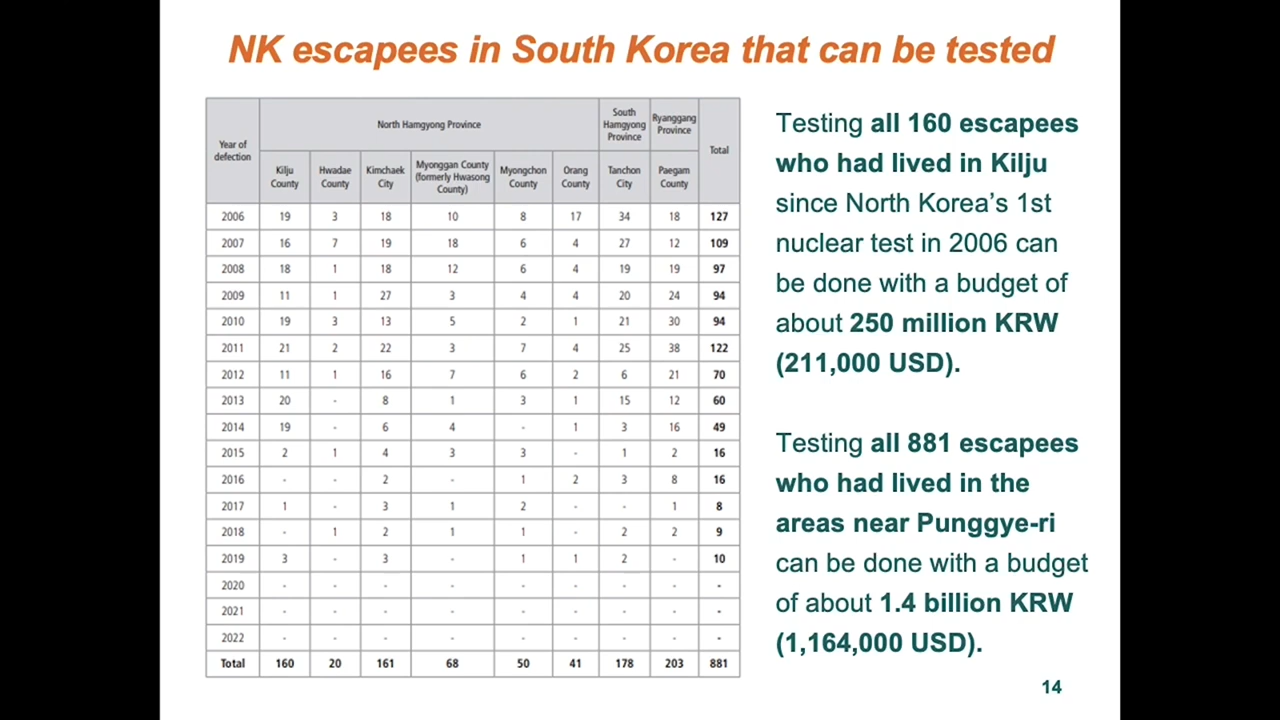 NK escapees in South Korea that can be tested
Year of defection | North Hamgyong Province | South Hamgyong Province | Ryanggang Province | Total
Kilju County | Hwadae County | Kimchaek City | Myonggan County (formerly Hwasong County) | Myongchon County | Orang County | Tanchon City | Paegam County
2006 19 3 18 10 8 17 34 18 127
2007 16 7 19 18 6 4 27 12 109
2008 18 1 18 12 6 4 19 19 97
2009 11 1 27 3 4 4 20 24 94
2010 19 3 13 5 2 1 21 30 94
2011 21 2 22 3 7 4 25 38 122
2012 11 1 16 7 6 2 6 21 70
2013 20 - 8 1 3 1 15 12 60
2014 19 - 6 4 - 1 3 16 49
2015 2 1 4 3 3 - 1 2 16
2016 - - 2 - 1 2 3 8 16
2017 1 - 3 1 2 - - 1 8
2018 - 1 2 1 1 - 2 2 9
2019 3 - 3 - 1 1 2 - 10
2020 - - - - - - - - -
2021 - - - - - - - - -
2022 - - - - - - - - -
Total 160 20 161 68 50 41 178 203 881
Testing all 160 escapees
who had lived in Kilju
since North Korea’s 1st
nuclear test in 2006 can
be done with a budget of
about 250 million KRW
(211,000 USD).
Testing all 881 escapees
who had lived in the
areas near Punggye-ri
can be done with a budget
of about 1.4 billion KRW
(1,164,000 USD).
14